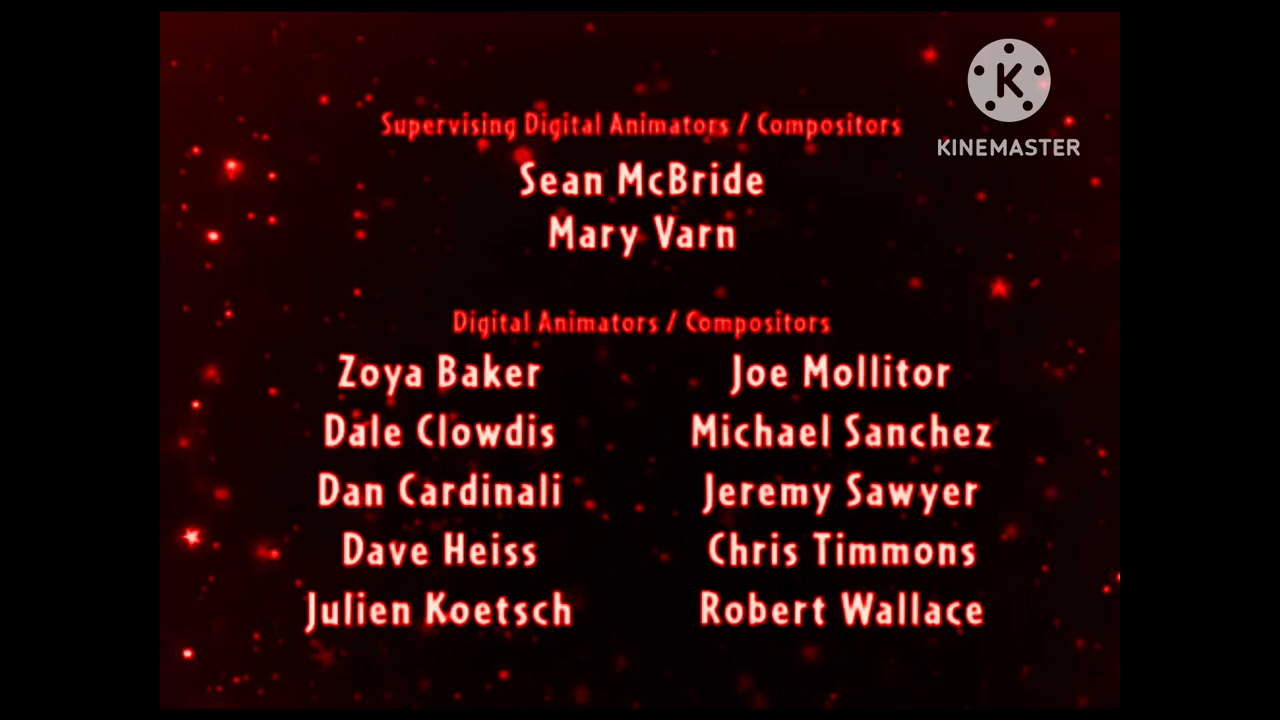 K
KINEMASTER
Supervising Digital Animators / Compositors
Sean McBride
Mary Varn
Digital Animators / Compositors
Zoya Baker
Joe Mollitor
Dale Clowdis
Michael Sanchez
Dan Cardinali
Jeremy Sawyer
Dave Heiss
Chris Timmons
Julien Koetsch
Robert Wallace